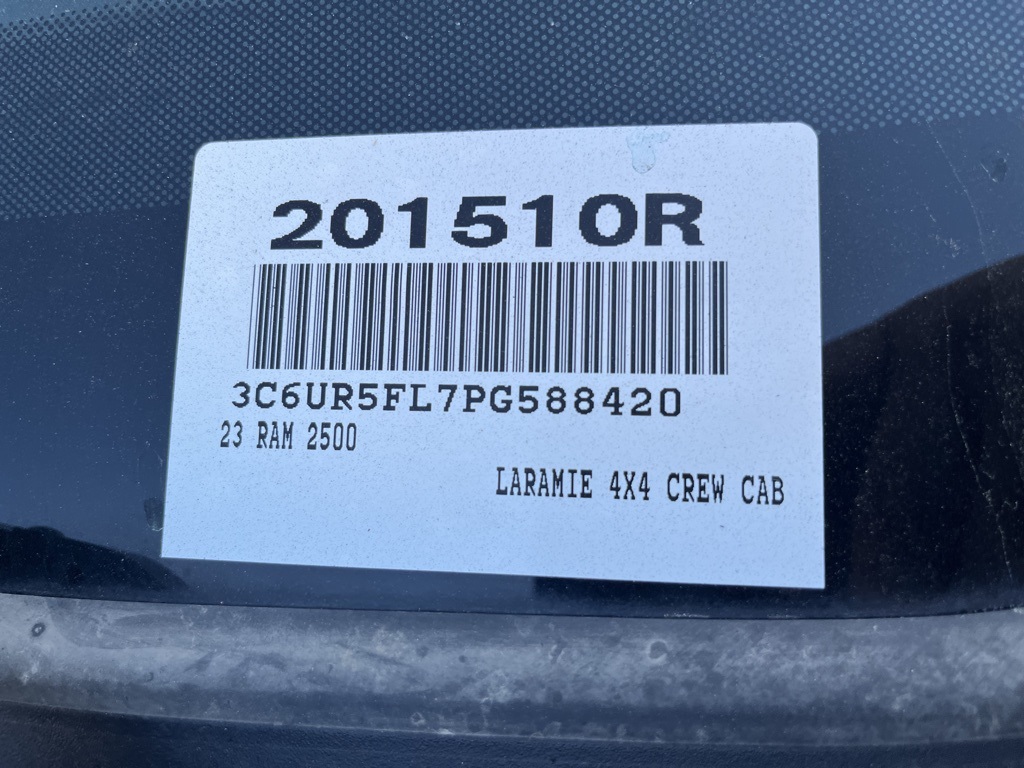 201510R
3C6UR5FL7PG588420
23 RAM 2500
LARAMIE 4X4 CREW CAB